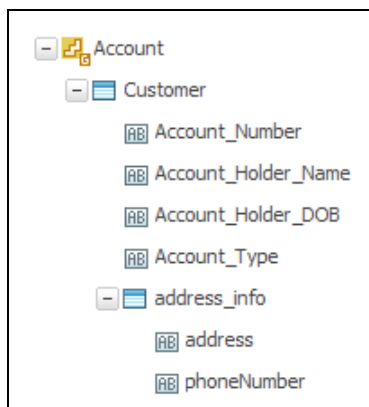 Account
Customer
Account_Number
Account_Holder_Name
Account_Holder_DOB
Account_Type
address_info
address
phoneNumber